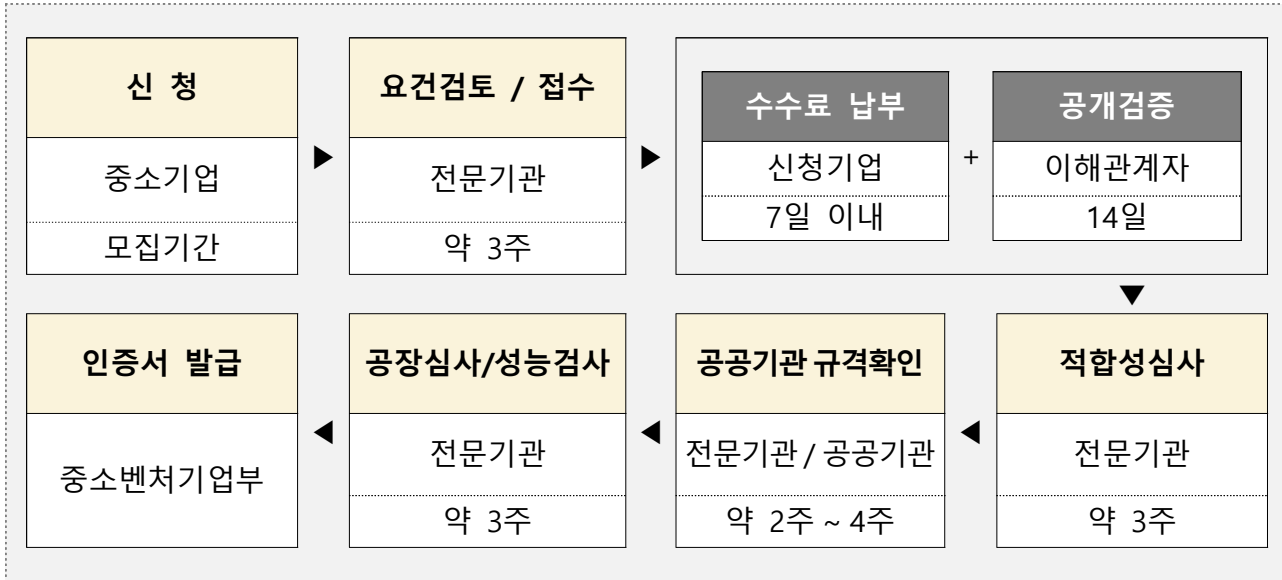 신 청
중소기업
모집기간
▶
요건검토 / 접수
전문기관
약 3주
▶
수수료 납부
신청기업
7일 이내
+
공개검증
이해관계자
14일
▼
적합성심사
전문기관
약 3주
◀
공공기관 규격확인
전문기관 / 공공기관
약 2주 ~ 4주
◀
공장심사/성능검사
전문기관
약 3주
◀
인증서 발급
중소벤처기업부